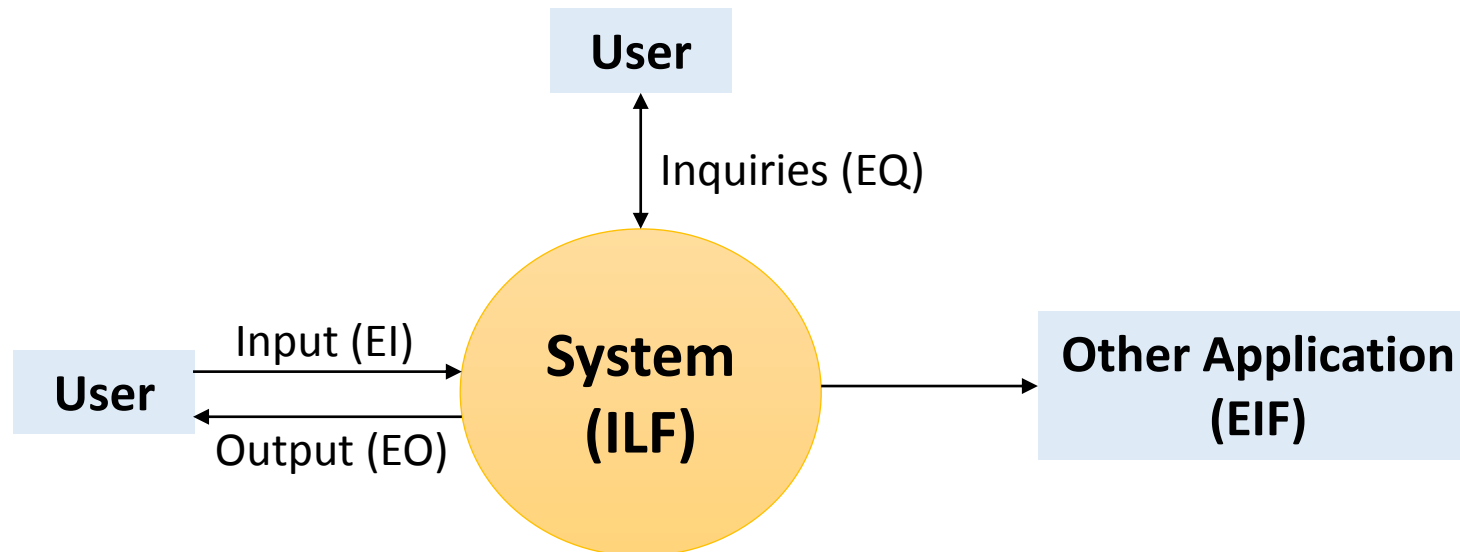 User
Inquiries (EQ)
Input (EI)
User
Output (EO)
System
(ILF)
Other Application
(EIF)